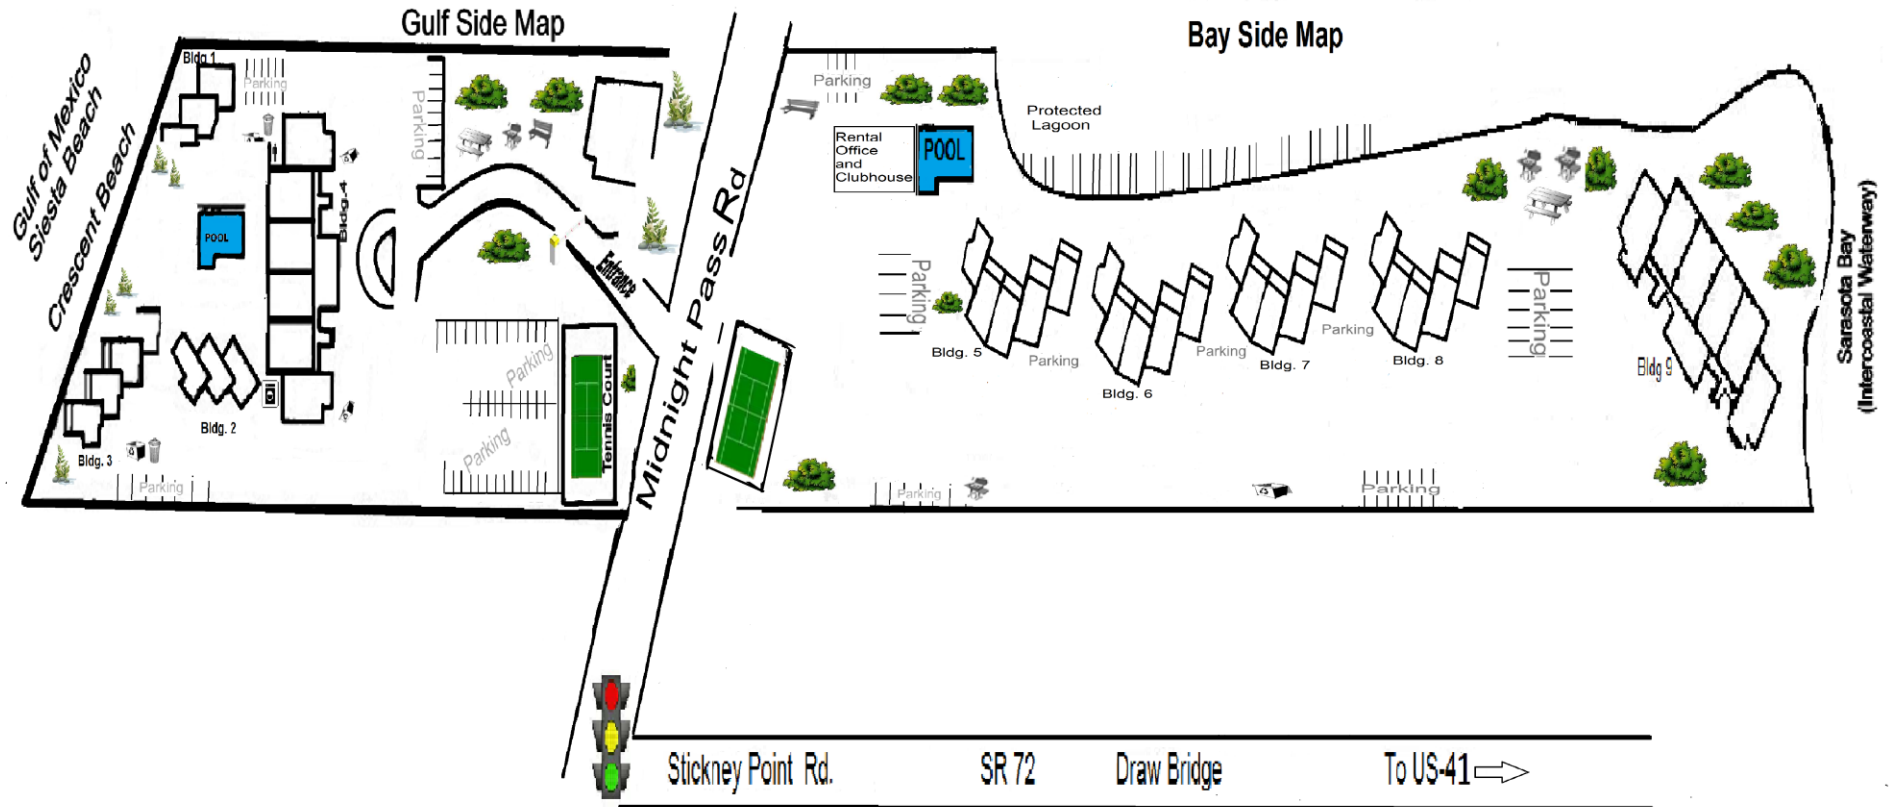 Gulf Side Map
Bay Side Map
Gulf of Mexico
Siesta Beach
Crescent Beach
Bldg 1
Parking
Parking
Bldg.4
POOL
Bldg. 2
Bldg. 3
Parking
Entrance
Parking
Parking
Tennis Court
Midnight Pass Rd
Parking
Rental
Office
and
Clubhouse
POOL
Protected
Lagoon
Parking
Bldg. 5
Parking
Bldg. 6
Parking
Bldg. 7
Parking
Bldg. 8
Parking
Bldg 9
Parking
Parking
Sarasota Bay
(Intercoastal Waterway)
Stickney Point Rd.
SR 72
Draw Bridge
To US-41